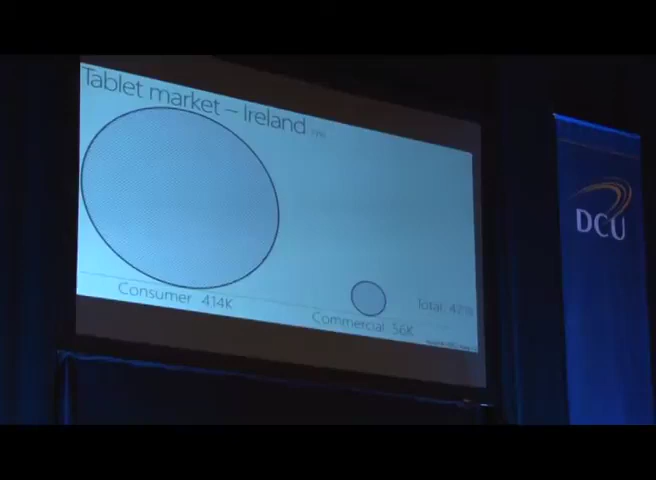 Tablet market – Ireland
Consumer 414K
Commercial 56K
Total:
DCU